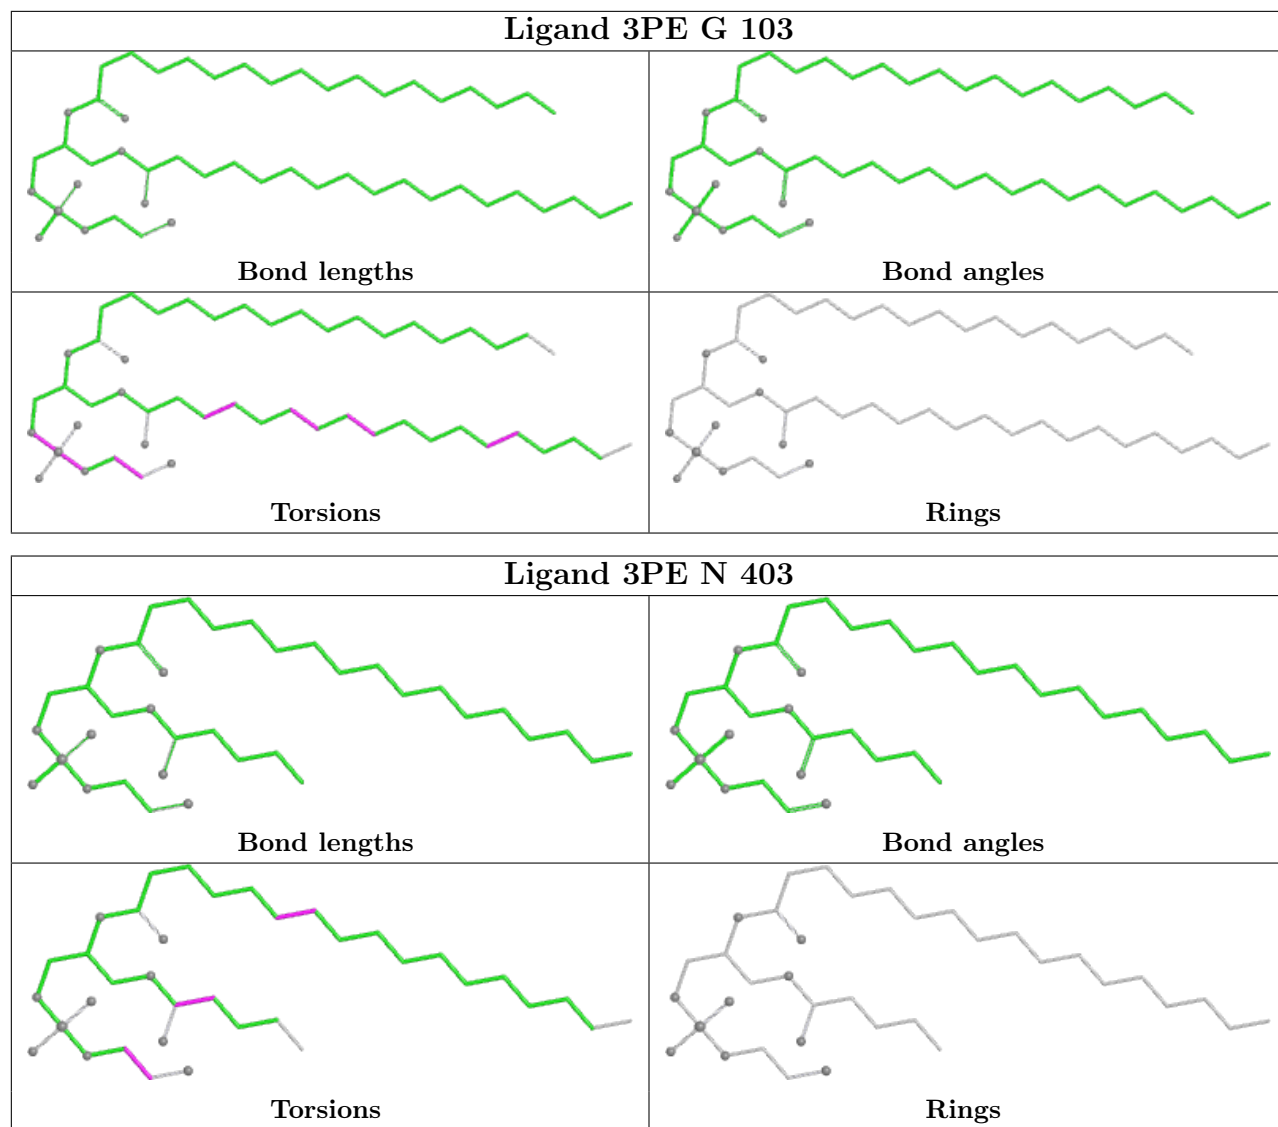 Ligand 3PE G 103
Bond lengths
Bond angles
Torsions
Rings
Ligand 3PE N 403
Bond lengths
Bond angles
Torsions
Rings